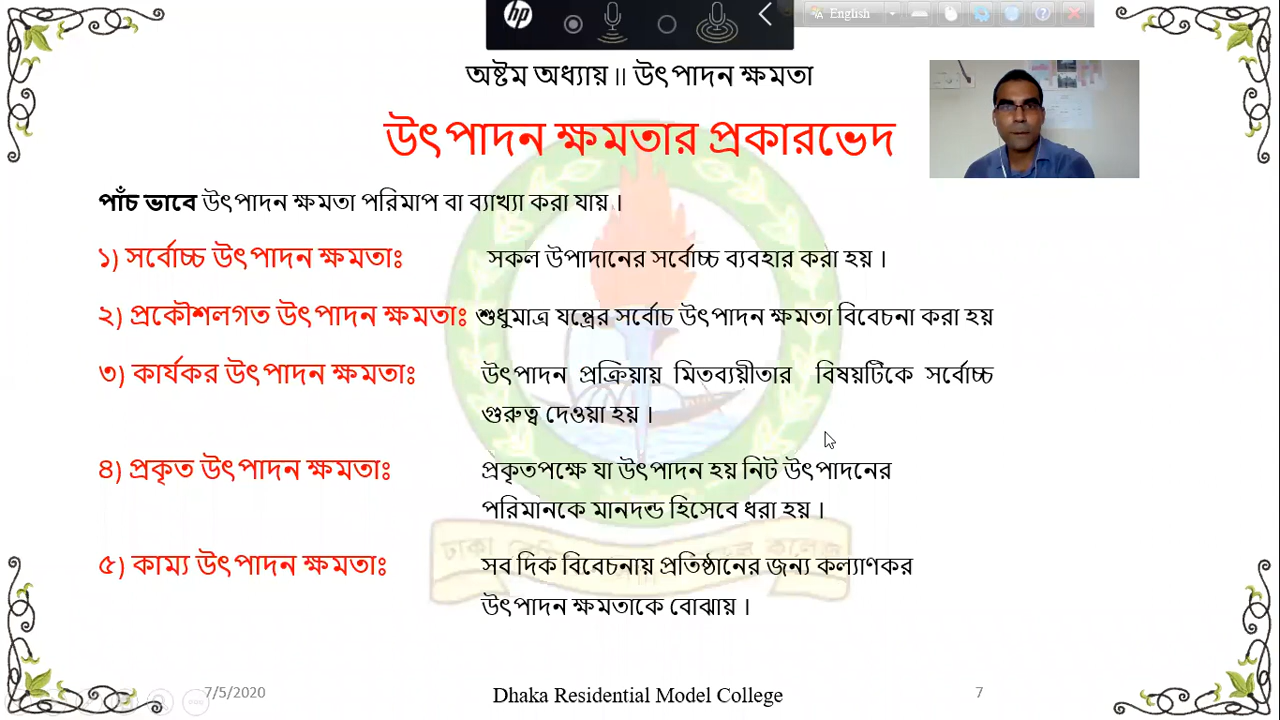 hp
English
অষ্টম অধ্যায় ॥ উৎপাদন ক্ষমতা
উৎপাদন ক্ষমতার প্রকারভেদ
পাঁচ ভাবে উৎপাদন ক্ষমতা পরিমাপ বা ব্যাখ্যা করা যায় ।
১) সর্বোচ্চ উৎপাদন ক্ষমতাঃ সকল উপাদানের সর্বোচ্চ ব্যবহার করা হয় ।
২) প্রকৌশলগত উৎপাদন ক্ষমতাঃ শুধুমাত্র যন্ত্রের সর্বোচ উৎপাদন ক্ষমতা বিবেচনা করা হয়
৩) কার্যকর উৎপাদন ক্ষমতাঃ উৎপাদন প্রক্রিয়ায় মিতব্যয়ীতার বিষয়টিকে সর্বোচ্চ
গুরুত্ব দেওয়া হয় ।
৪) প্রকৃত উৎপাদন ক্ষমতাঃ প্রকৃতপক্ষে যা উৎপাদন হয় নিট উৎপাদনের
পরিমানকে মানদন্ড হিসেবে ধরা হয় ।
৫) কাম্য উৎপাদন ক্ষমতাঃ সব দিক বিবেচনায় প্রতিষ্ঠানের জন্য কল্যাণকর
উৎপাদন ক্ষমতাকে বোঝায় ।
7/5/2020 Dhaka Residential Model College 7